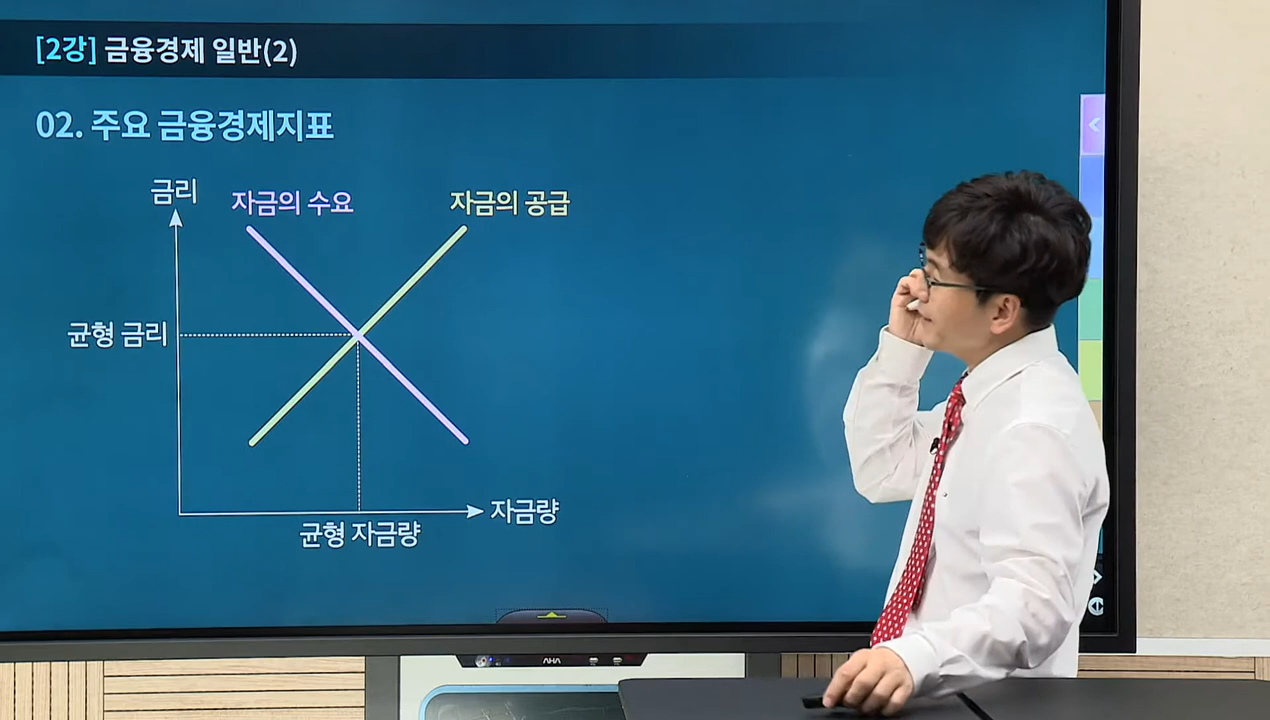 [2강] 금융경제 일반(2)
02. 주요 금융경제지표
금리
자금의 수요
자금의 공급
균형 금리
자금량
균형 자금량
AHA